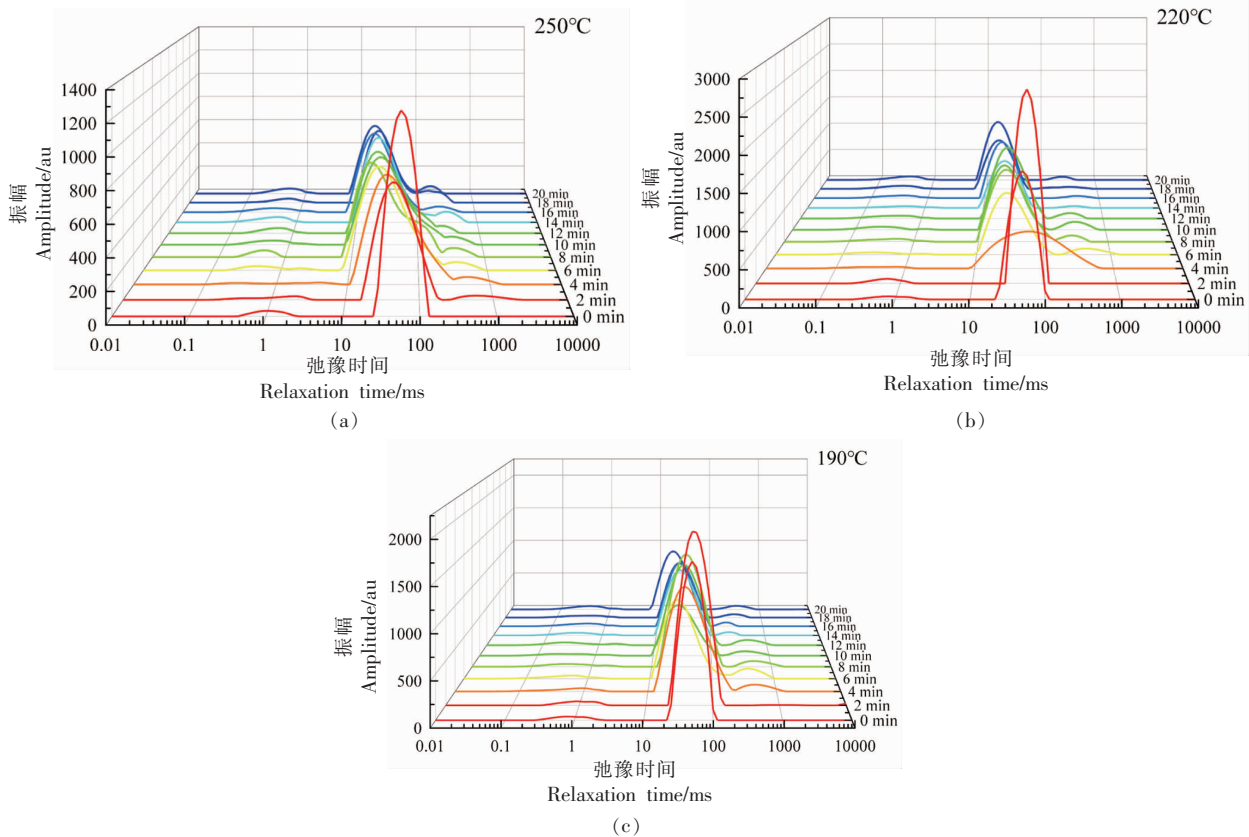 250℃
1400
1200
1000
800
600
400
200
0
振幅
Amplitude/au
20 min
18 min
16 min
14 min
12 min
10 min
8 min
6 min
4 min
2 min
0 min
0.01 0.1 1 10 100 1000 10000
弛豫时间
Relaxation time/ms
(a)
220℃
3000
2500
2000
1500
1000
500
0
振幅
Amplitude/au
20 min
18 min
16 min
14 min
12 min
10 min
8 min
6 min
4 min
2 min
0 min
0.01 0.1 1 10 100 1000 10000
弛豫时间
Relaxation time/ms
(b)
190℃
2000
1500
1000
500
0
振幅
Amplitude/au
20 min
18 min
16 min
14 min
12 min
10 min
8 min
6 min
4 min
2 min
0 min
0.01 0.1 1 10 100 1000 10000
弛豫时间
Relaxation time/ms
(c)